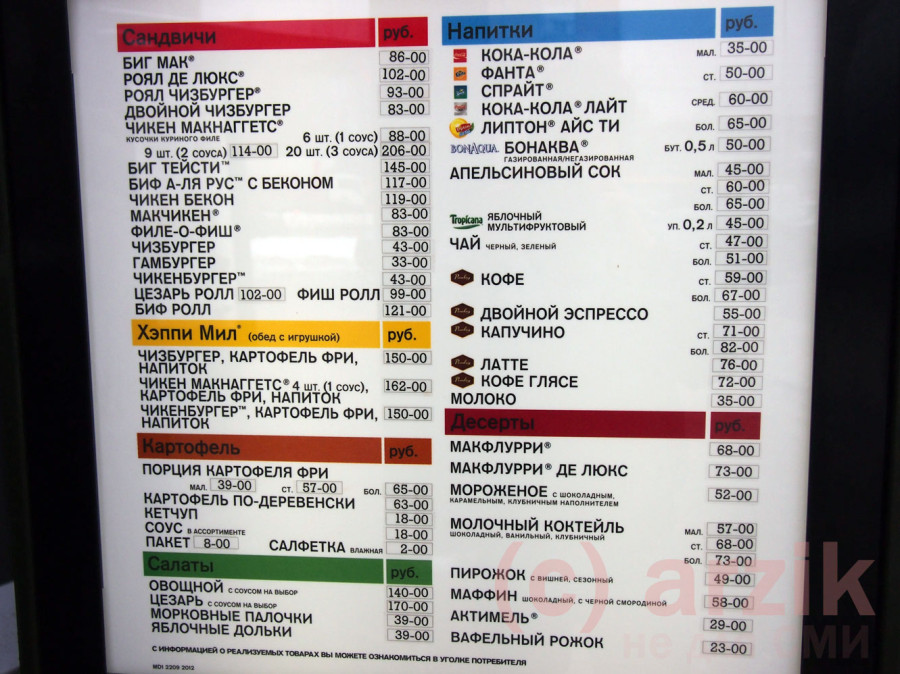 Сандвичи руб.
БИГ МАК® 86-00
РОЯЛ ДЕ ЛЮКС® 102-00
РОЯЛ ЧИЗБУРГЕР® 93-00
ДВОЙНОЙ ЧИЗБУРГЕР 83-00
ЧИКЕН МАКНАГГЕТС®
КУСОЧКИ КУРИНОГО ФИЛЕ 6 шт. (1 соус) 88-00
9 шт. (2 соуса) 114-00 20 шт. (3 соуса) 206-00
БИГ ТЕЙСТИ™ 145-00
БИФ А-ЛЯ РУС™ С БЕКОНОМ 117-00
ЧИКЕН БЕКОН 119-00
МАКЧИКЕН® 83-00
ФИЛЕ-О-ФИШ® 83-00
ЧИЗБУРГЕР 43-00
ГАМБУРГЕР 33-00
ЧИКЕНБУРГЕР™ 43-00
ЦЕЗАРЬ РОЛЛ 102-00 ФИШ РОЛЛ 99-00
БИФ РОЛЛ 121-00
Хэппи Мил® (обед с игрушкой) руб.
ЧИЗБУРГЕР, КАРТОФЕЛЬ ФРИ, 150-00
НАПИТОК
ЧИКЕН МАКНАГГЕТС® 4 шт. (1 соус), 162-00
КАРТОФЕЛЬ ФРИ, НАПИТОК
ЧИКЕНБУРГЕР™, КАРТОФЕЛЬ ФРИ, 150-00
НАПИТОК
Картофель руб.
ПОРЦИЯ КАРТОФЕЛЯ ФРИ
МАЛ. 39-00 СТ. 57-00 БОЛ. 65-00
КАРТОФЕЛЬ ПО-ДЕРЕВЕНСКИ 63-00
КЕТЧУП 18-00
СОУС В АССОРТИМЕНТЕ 18-00
ПАКЕТ 8-00 САЛФЕТКА ВЛАЖНАЯ 2-00
Салаты руб.
ОВОЩНОЙ С СОУСОМ НА ВЫБОР 140-00
ЦЕЗАРЬ С СОУСОМ НА ВЫБОР 170-00
МОРКОВНЫЕ ПАЛОЧКИ 39-00
ЯБЛОЧНЫЕ ДОЛЬКИ 39-00
С ИНФОРМАЦИЕЙ О РЕАЛИЗУЕМЫХ ТОВАРАХ ВЫ МОЖЕТЕ ОЗНАКОМИТЬСЯ В УГОЛКЕ ПОТРЕБИТЕЛЯ
MDI 2209 2013
Напитки руб.
КОКА-КОЛА® МАЛ. 35-00
ФАНТА® СТ. 50-00
СПРАЙТ®
КОКА-КОЛА® ЛАЙТ СРЕД. 60-00
ЛИПТОН® АЙС ТИ БОЛ. 65-00
BONAQUA БОНАКВА® БУТ. 0,5 л 50-00
ГАЗИРОВАННАЯ/НЕГАЗИРОВАННАЯ
АПЕЛЬСИНОВЫЙ СОК МАЛ. 45-00
СТ. 60-00
БОЛ. 65-00
Tropicana ЯБЛОЧНЫЙ
МУЛЬТИФРУКТОВЫЙ УП. 0,2 л 45-00
ЧАЙ ЧЕРНЫЙ, ЗЕЛЕНЫЙ СТ. 47-00
БОЛ. 51-00
КОФЕ СТ. 59-00
БОЛ. 67-00
ДВОЙНОЙ ЭСПРЕССО 55-00
КАПУЧИНО СТ. 71-00
БОЛ. 82-00
ЛАТТЕ 76-00
КОФЕ ГЛЯСЕ 72-00
МОЛОКО 35-00
Десерты руб.
МАКФЛУРРИ® 68-00
МАКФЛУРРИ® ДЕ ЛЮКС 73-00
МОРОЖЕНОЕ С ШОКОЛАДНЫМ, 52-00
КАРАМЕЛЬНЫМ, КЛУБНИЧНЫМ НАПОЛНИТЕЛЕМ
МОЛОЧНЫЙ КОКТЕЙЛЬ МАЛ. 57-00
ШОКОЛАДНЫЙ, ВАНИЛЬНЫЙ, КЛУБНИЧНЫЙ СТ. 68-00
БОЛ. 73-00
ПИРОЖОК С ВИШНЕЙ, СЕЗОННЫЙ 49-00
МАФФИН ШОКОЛАДНЫЙ, С ЧЕРНОЙ СМОРОДИНОЙ 58-00
АКТИМЕЛЬ® 29-00
ВАФЕЛЬНЫЙ РОЖОК 23-00